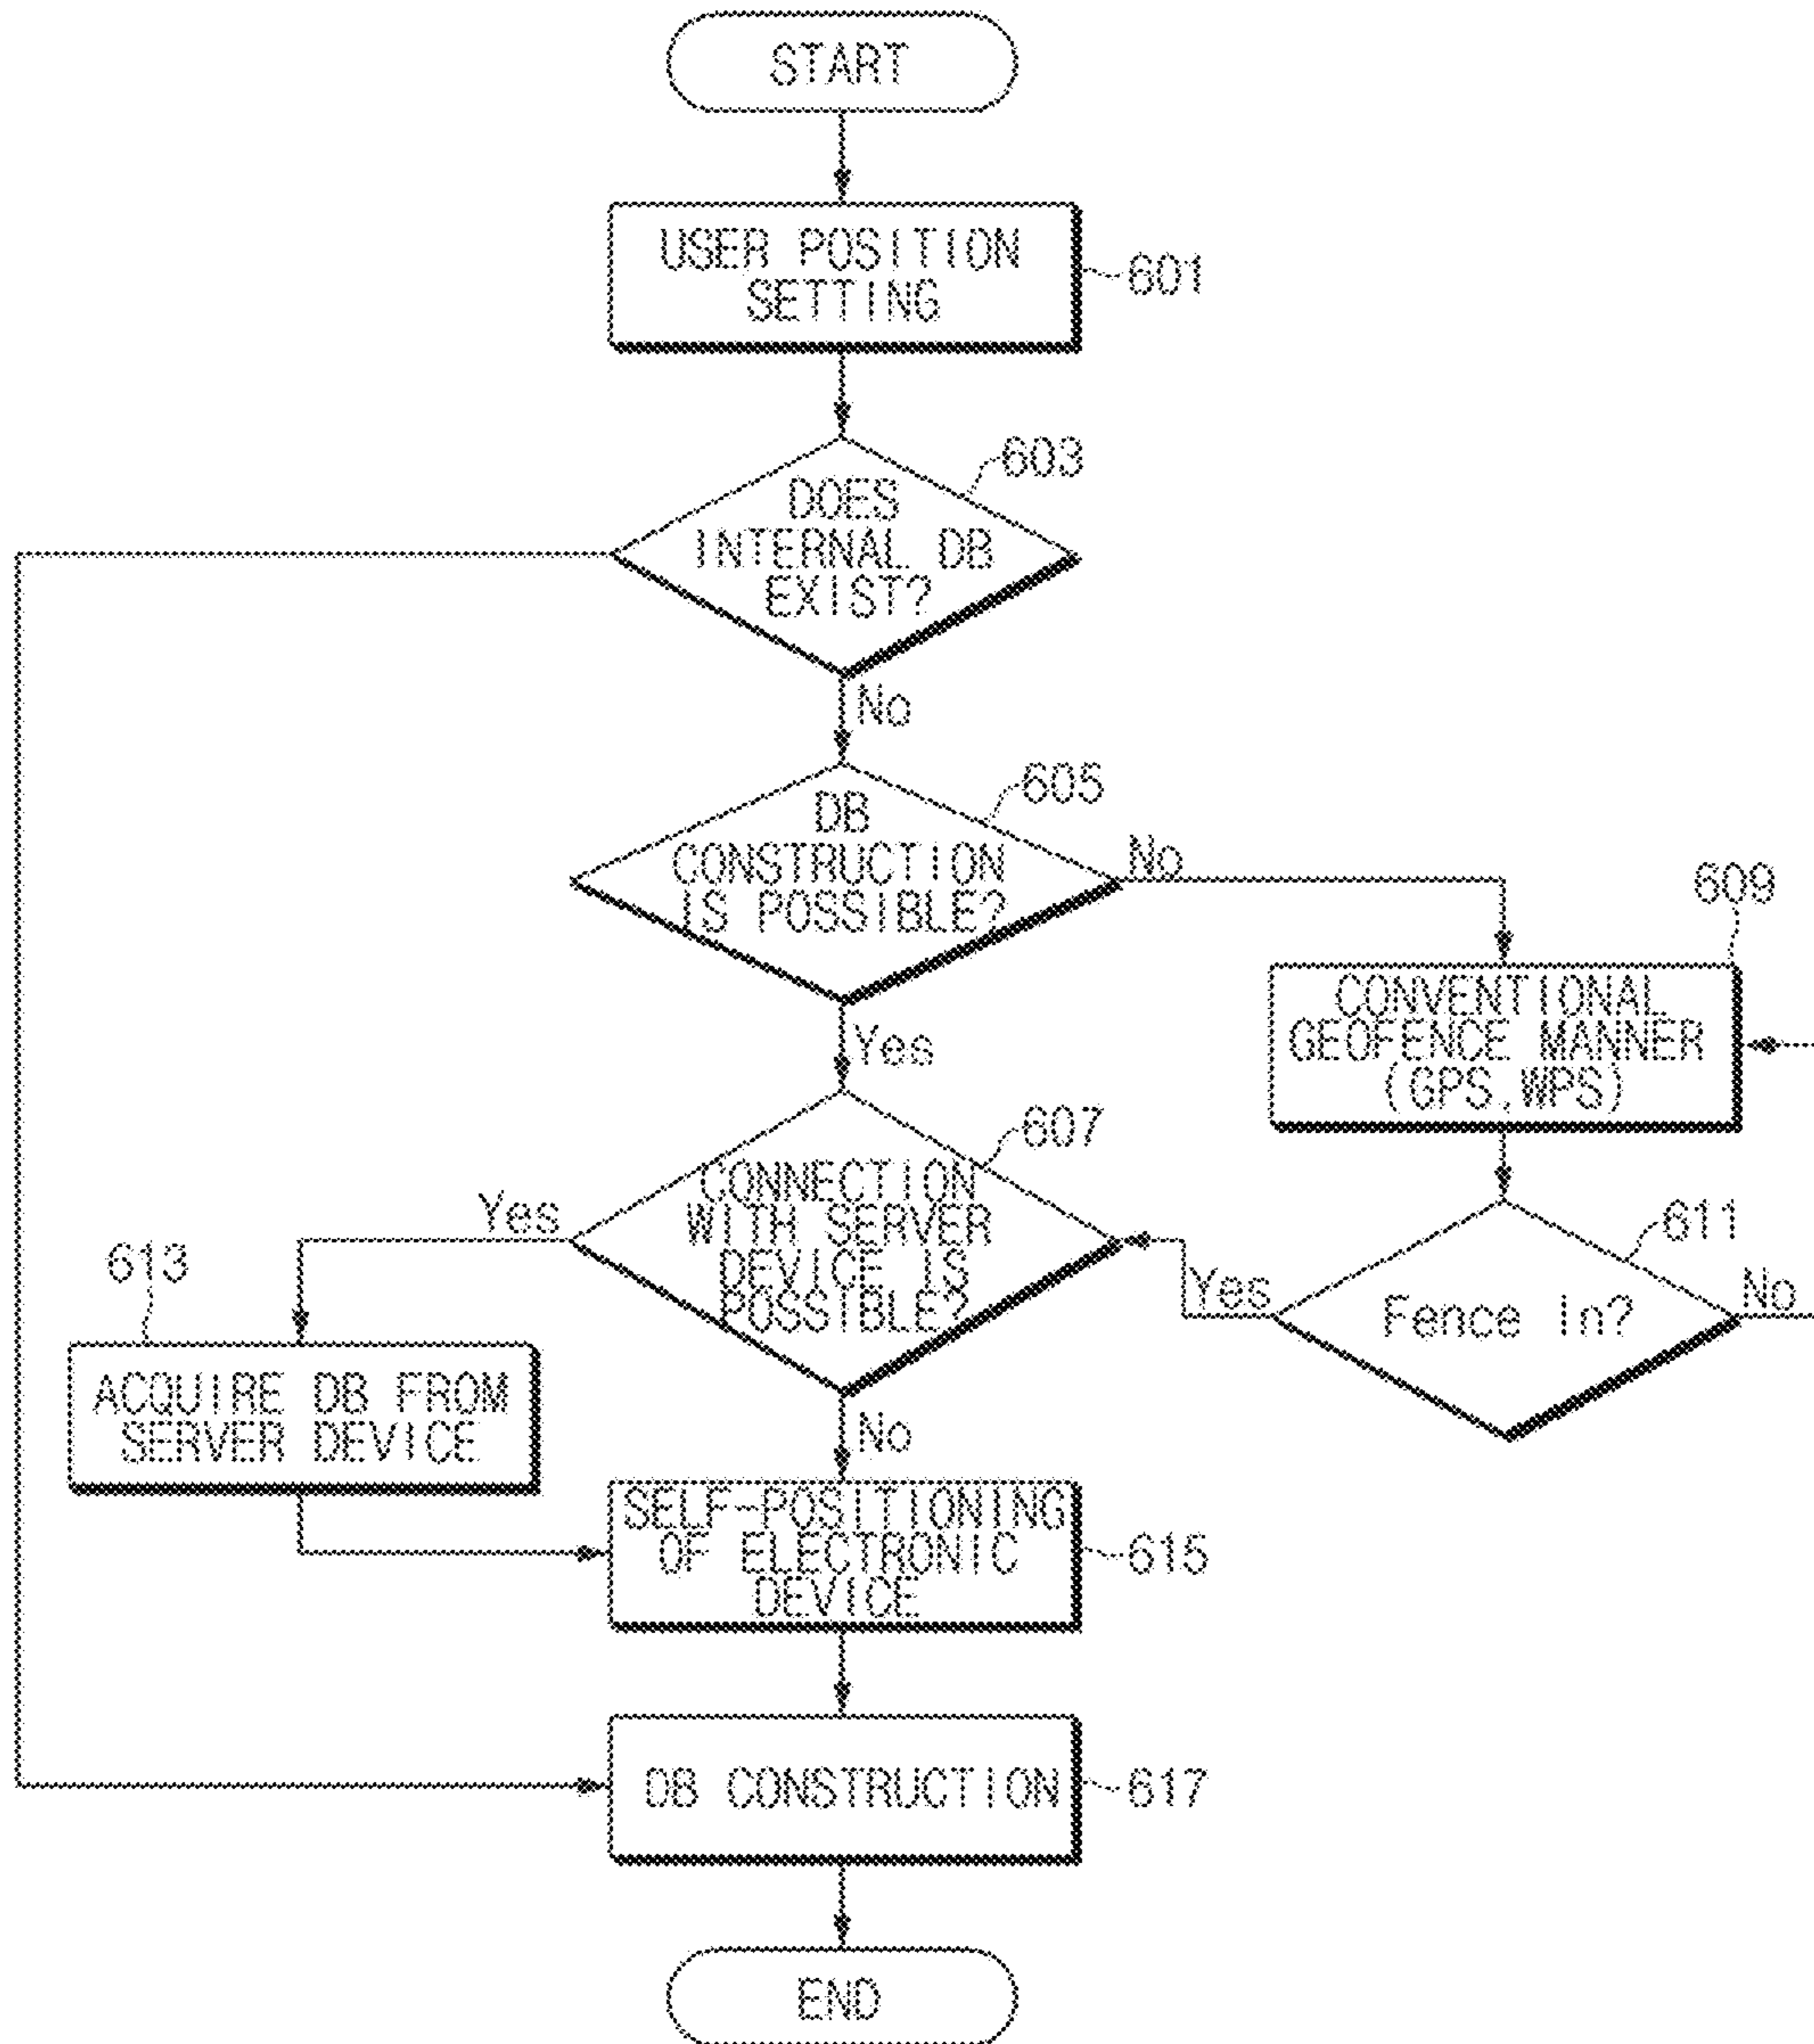 START
USER POSITION
SETTING
601
603
DOES
INTERNAL DB
EXIST?
No
605
DB
CONSTRUCTION
IS POSSIBLE?
No
609
CONVENTIONAL
GEOFENCE MANNER
(GPS,WPS)
Yes
607
CONNECTION
WITH SERVER
DEVICE IS
POSSIBLE?
Yes
611
Fence In?
Yes
No
613
ACQUIRE DB FROM
SERVER DEVICE
No
SELF-POSITIONING
OF ELECTRONIC
DEVICE
615
DB CONSTRUCTION
617
END